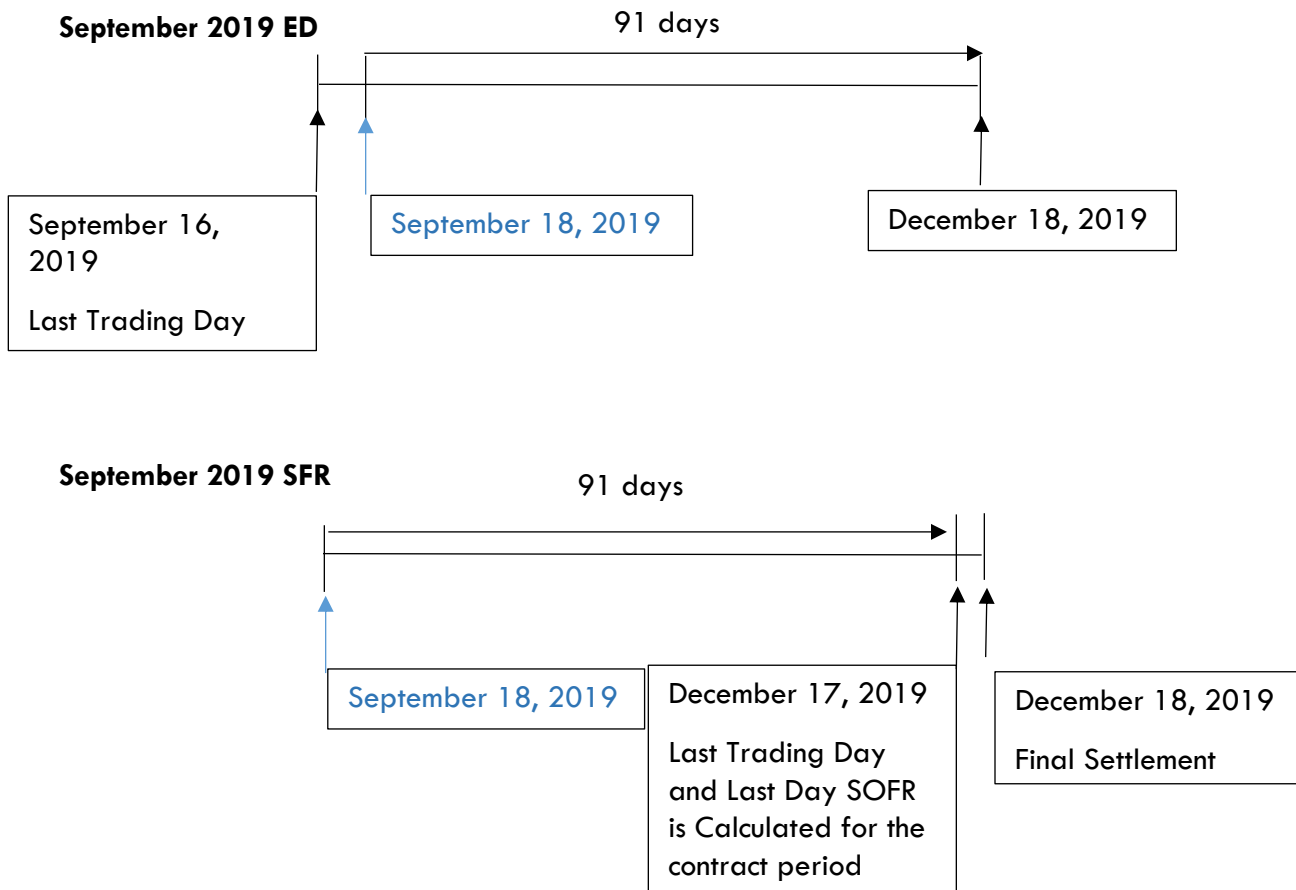 September 2019 ED
91 days
September 16,
2019
Last Trading Day
September 18, 2019
December 18, 2019
September 2019 SFR
91 days
September 18, 2019
December 17, 2019
Last Trading Day
and Last Day SOFR
is Calculated for the
contract period
December 18, 2019
Final Settlement